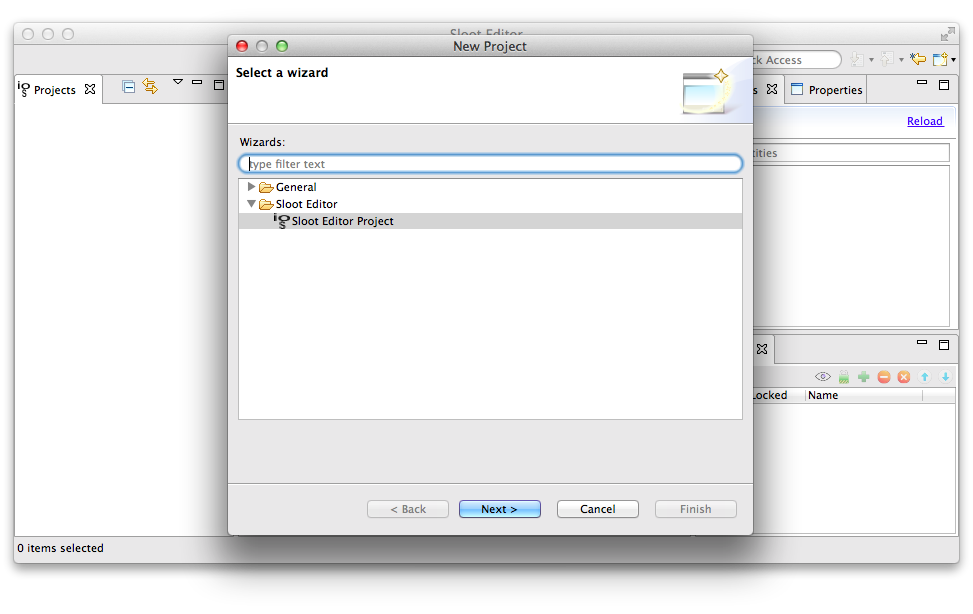 Sloot Editor
New Project
ck Access
Select a wizard
Projects
s
Properties
Reload
Wizards:
type filter text
tities
General
Sloot Editor
Sloot Editor Project
Locked
Name
< Back
Next >
Cancel
Finish
0 items selected